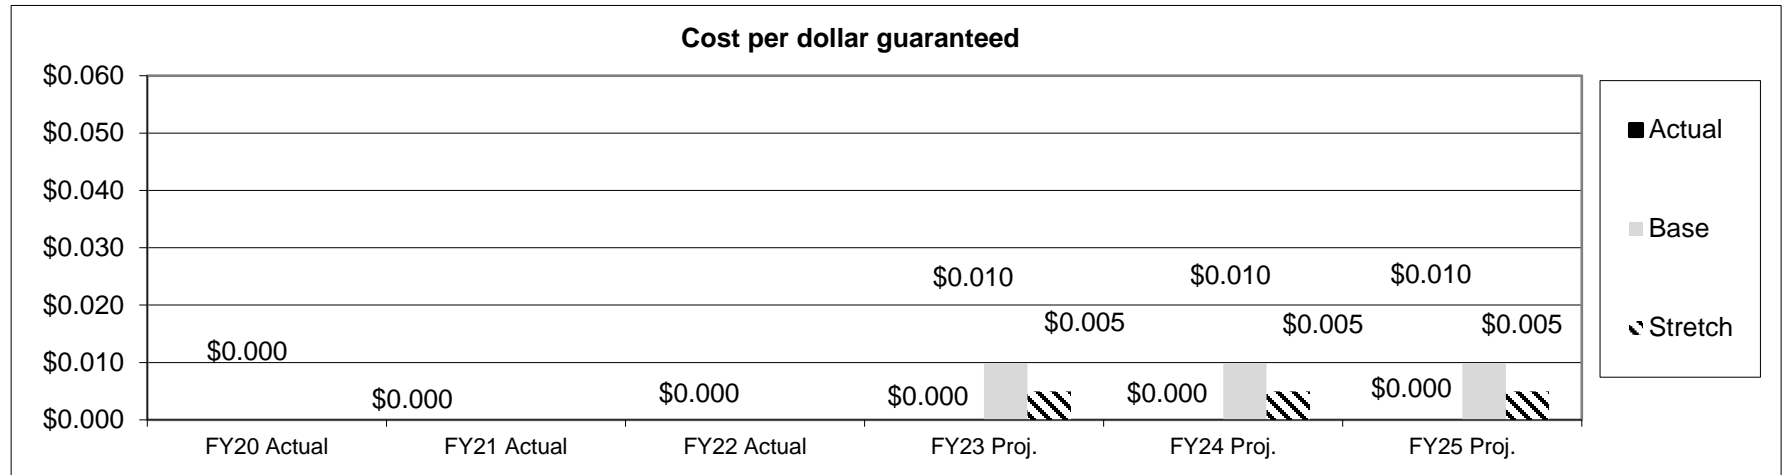 Cost per dollar guaranteed
$0.060
$0.050
$0.040
$0.030
$0.020
$0.010
$0.000
$0.000
$0.000
$0.000
$0.000
$0.010
$0.005
$0.000
$0.010
$0.005
$0.000
$0.010
$0.005
FY20 Actual
FY21 Actual
FY22 Actual
FY23 Proj.
FY24 Proj.
FY25 Proj.
Actual
Base
Stretch